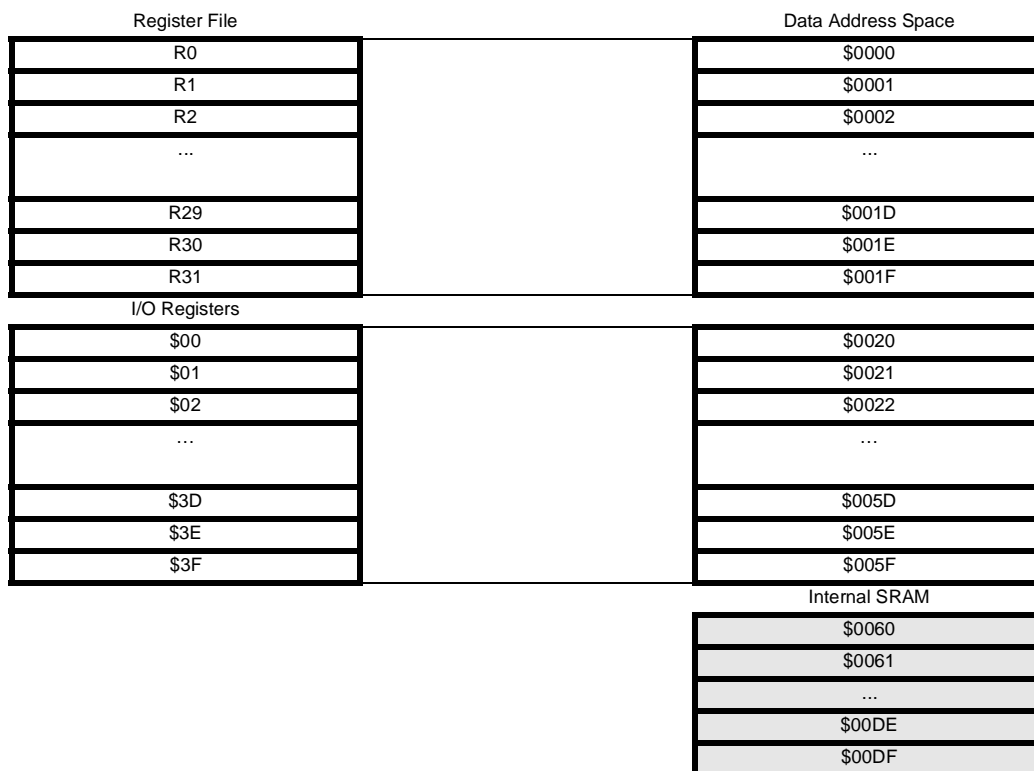 Register File Data Address Space
R0 $0000
R1 $0001
R2 $0002
... ...
R29 $001D
R30 $001E
R31 $001F
I/O Registers
$00 $0020
$01 $0021
$02 $0022
... ...
$3D $005D
$3E $005E
$3F $005F
Internal SRAM
$0060
$0061
...
$00DE
$00DF